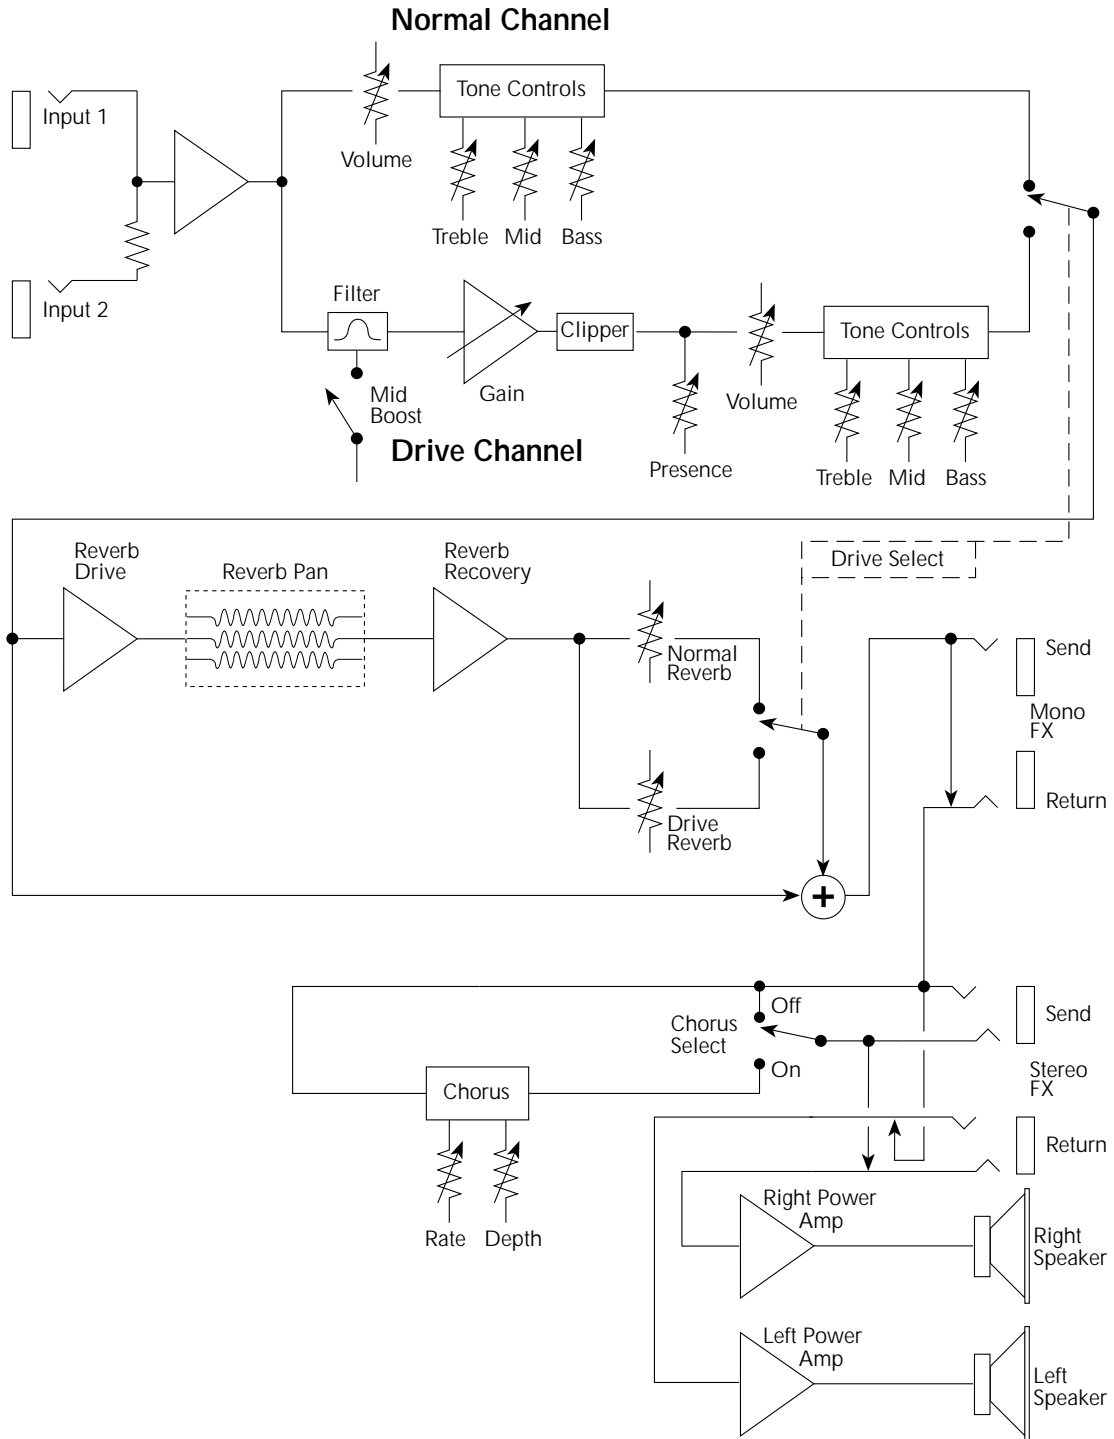 Normal Channel
Input 1
Volume
Tone Controls
Treble
Mid
Bass
Input 2
Filter
Mid
Boost
Gain
Clipper
Presence
Volume
Tone Controls
Treble
Mid
Bass
Drive Channel
Reverb
Drive
Reverb Pan
Reverb
Recovery
Drive Select
Normal
Reverb
Drive
Reverb
Send
Mono
FX
Return
+
Chorus
Select
Off
On
Send
Stereo
FX
Return
Chorus
Rate
Depth
Right Power
Amp
Right
Speaker
Left Power
Amp
Left
Speaker